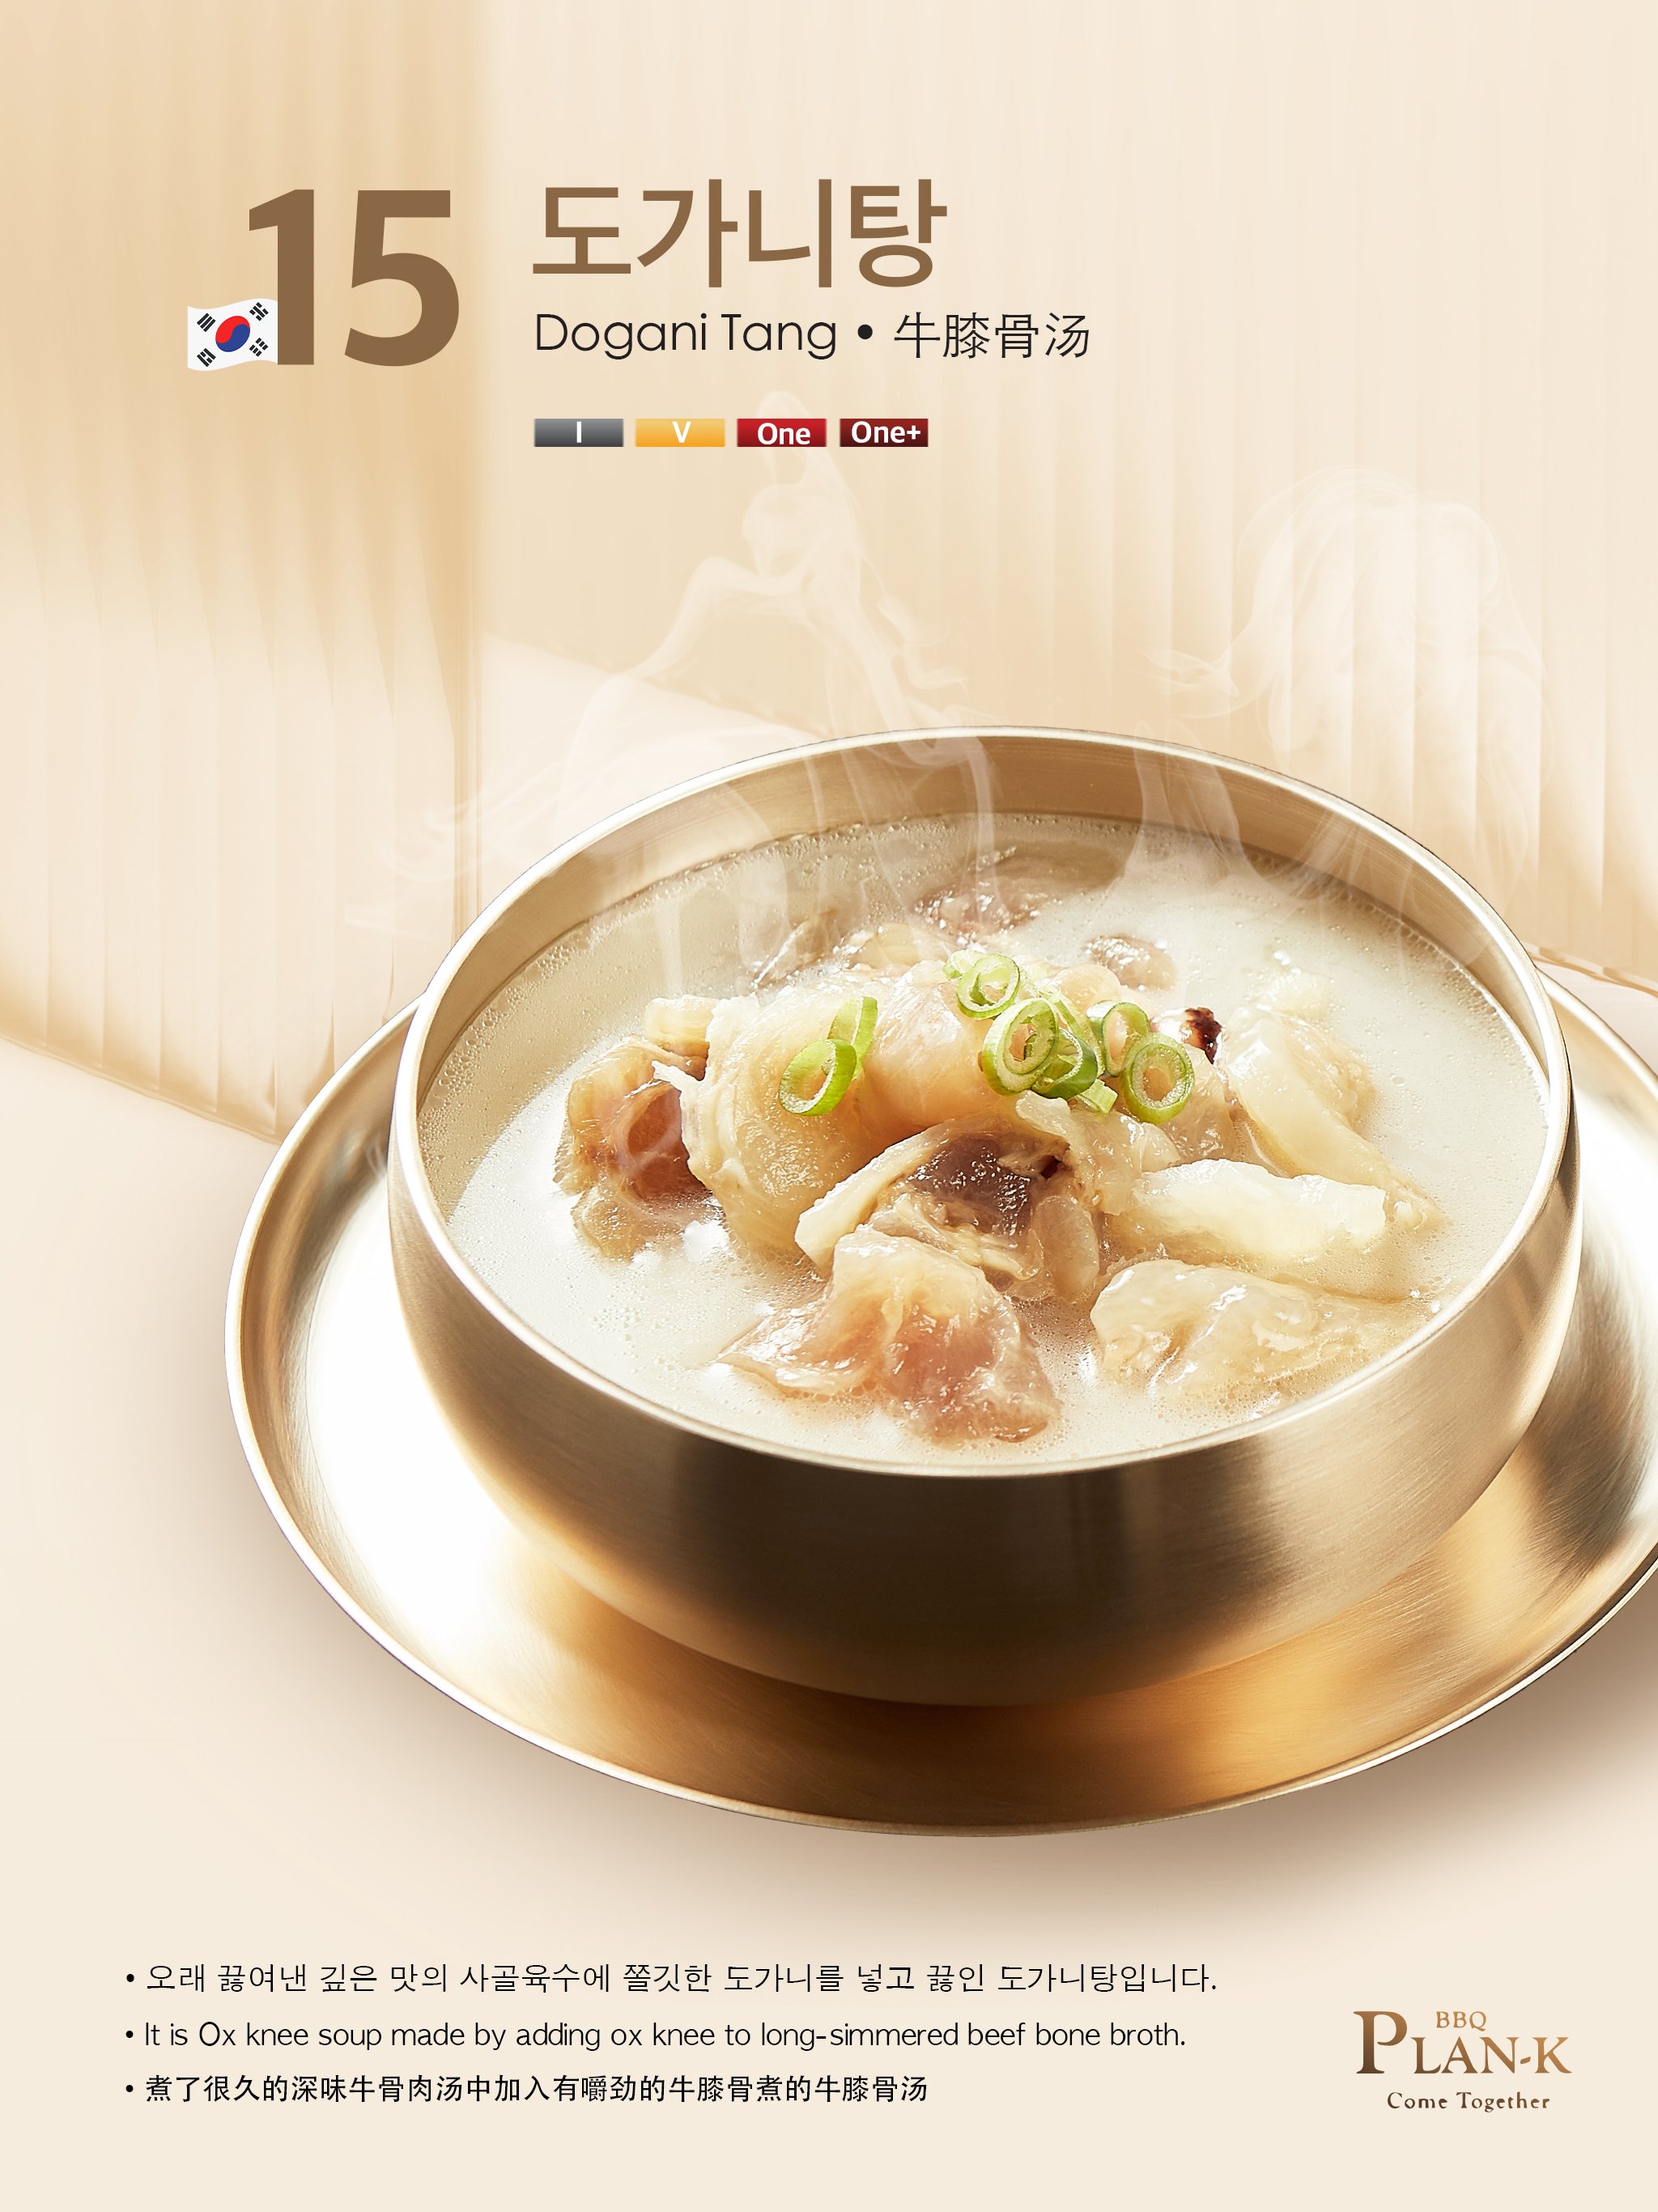 15
도가니탕
Dogani Tang • 牛膝骨汤
I V One One+
• 오래 끓여낸 깊은 맛의 사골육수에 쫄깃한 도가니를 넣고 끓인 도가니탕입니다.
• It is Ox knee soup made by adding ox knee to long-simmered beef bone broth.
• 煮了很久的深味牛骨肉汤中加入有嚼劲的牛膝骨煮的牛膝骨汤
BBQ
PLAN-K
Come Together